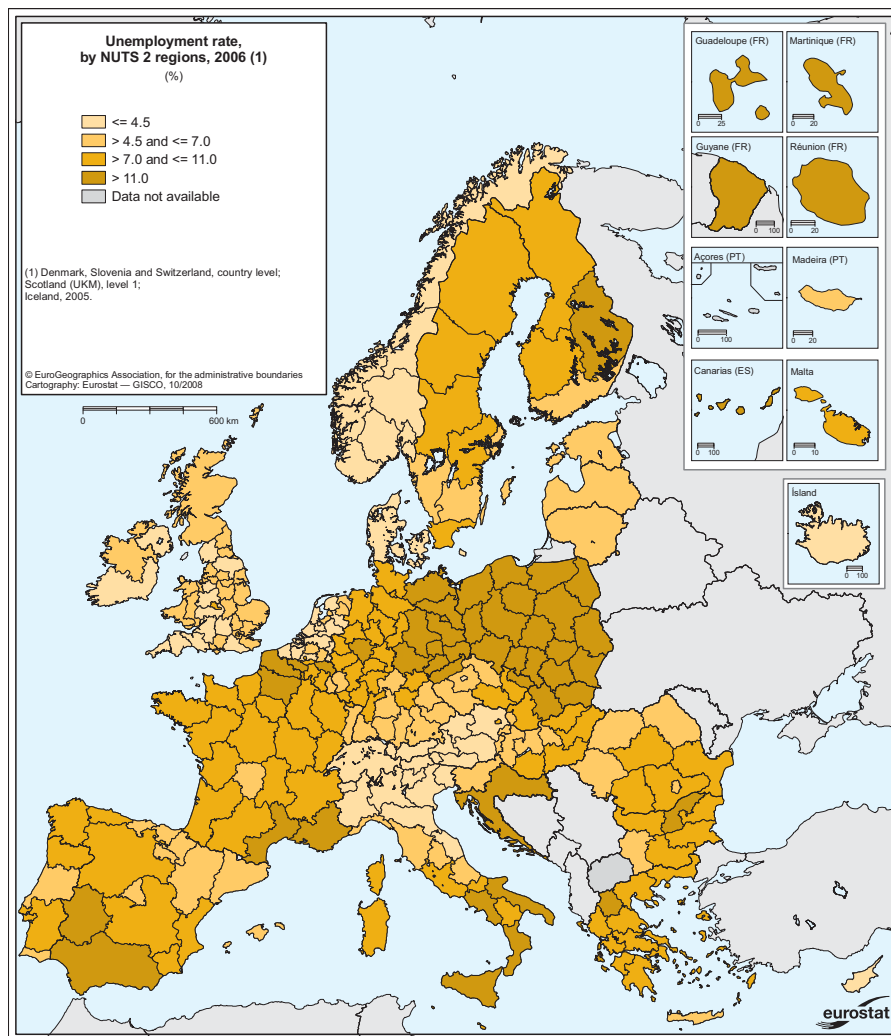 Unemployment rate,
by NUTS 2 regions, 2006 (1)
(%)
<= 4.5
> 4.5 and <= 7.0
> 7.0 and <= 11.0
> 11.0
Data not available
(1) Denmark, Slovenia and Switzerland, country level;
Scotland (UKM), level 1;
Iceland, 2005.
© EuroGeographics Association, for the administrative boundaries
Cartography: Eurostat — GISCO, 10/2008
0 600 km
Guadeloupe (FR)
0 25
Martinique (FR)
0 20
Guyane (FR)
0 100
Réunion (FR)
0 20
Açores (PT)
0 100
Madeira (PT)
0 20
Canarias (ES)
0 100
Malta
0 10
Ísland
0 100
eurostat